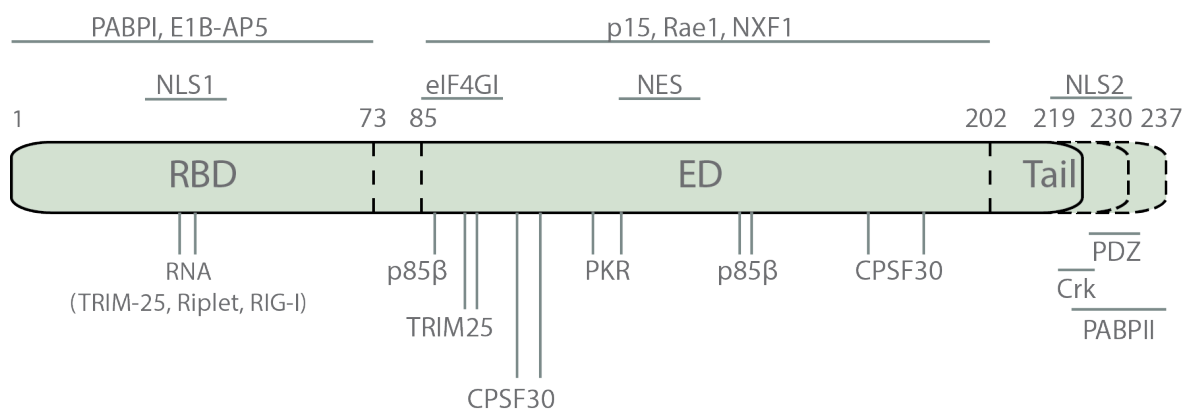 PABPI, E1B-AP5
p15, Rae1, NXF1
NLS1
eIF4GI
NES
NLS2
1
73
85
202
219
230
237
RBD
ED
Tail
RNA
(TRIM-25, Riplet, RIG-I)
p85β
PKR
p85β
CPSF30
PDZ
Crk
TRIM25
PABPII
CPSF30